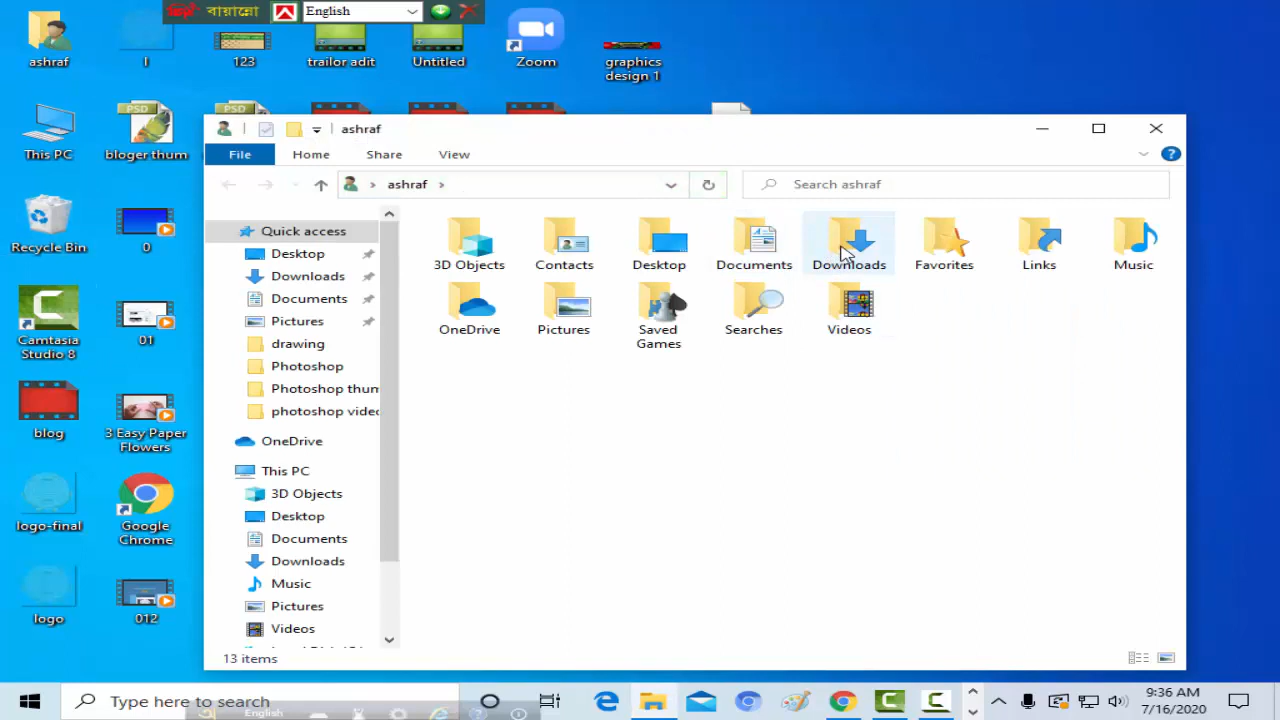 বায়ান্নো
English
ashraf
I
123
trailor adit
Untitled
Zoom
graphics
design 1
This PC
PSD
bloger thum
PSD
Recycle Bin
0
Camtasia
Studio 8
01
blog
3 Easy Paper
Flowers
logo-final
Google
Chrome
logo
012
ashraf
File
Home
Share
View
ashraf
Search ashraf
Quick access
Desktop
Downloads
Documents
Pictures
drawing
Photoshop
Photoshop thum
photoshop video
OneDrive
This PC
3D Objects
Desktop
Documents
Downloads
Music
Pictures
Videos
3D Objects
Contacts
Desktop
Documents
Downloads
Favorites
Links
Music
OneDrive
Pictures
Saved
Games
Searches
Videos
13 items
Type here to search
English
9:36 AM
7/16/2020